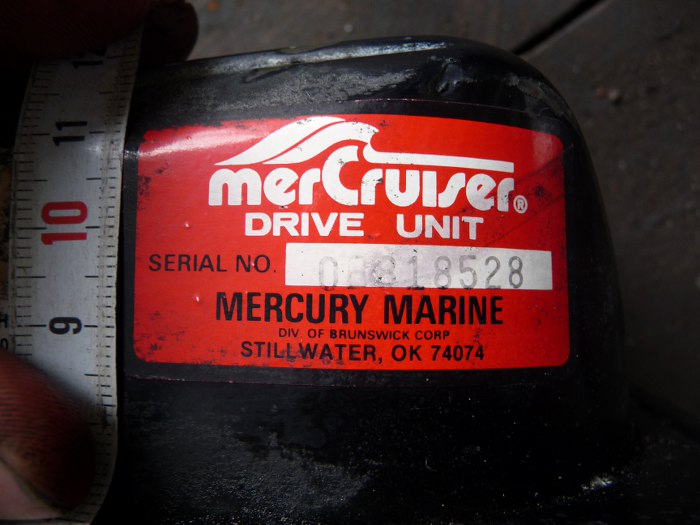 11
10
9
merCruiser®
DRIVE UNIT
SERIAL NO.
MERCURY MARINE
DIV. OF BRUNSWICK CORP
STILLWATER, OK 74074